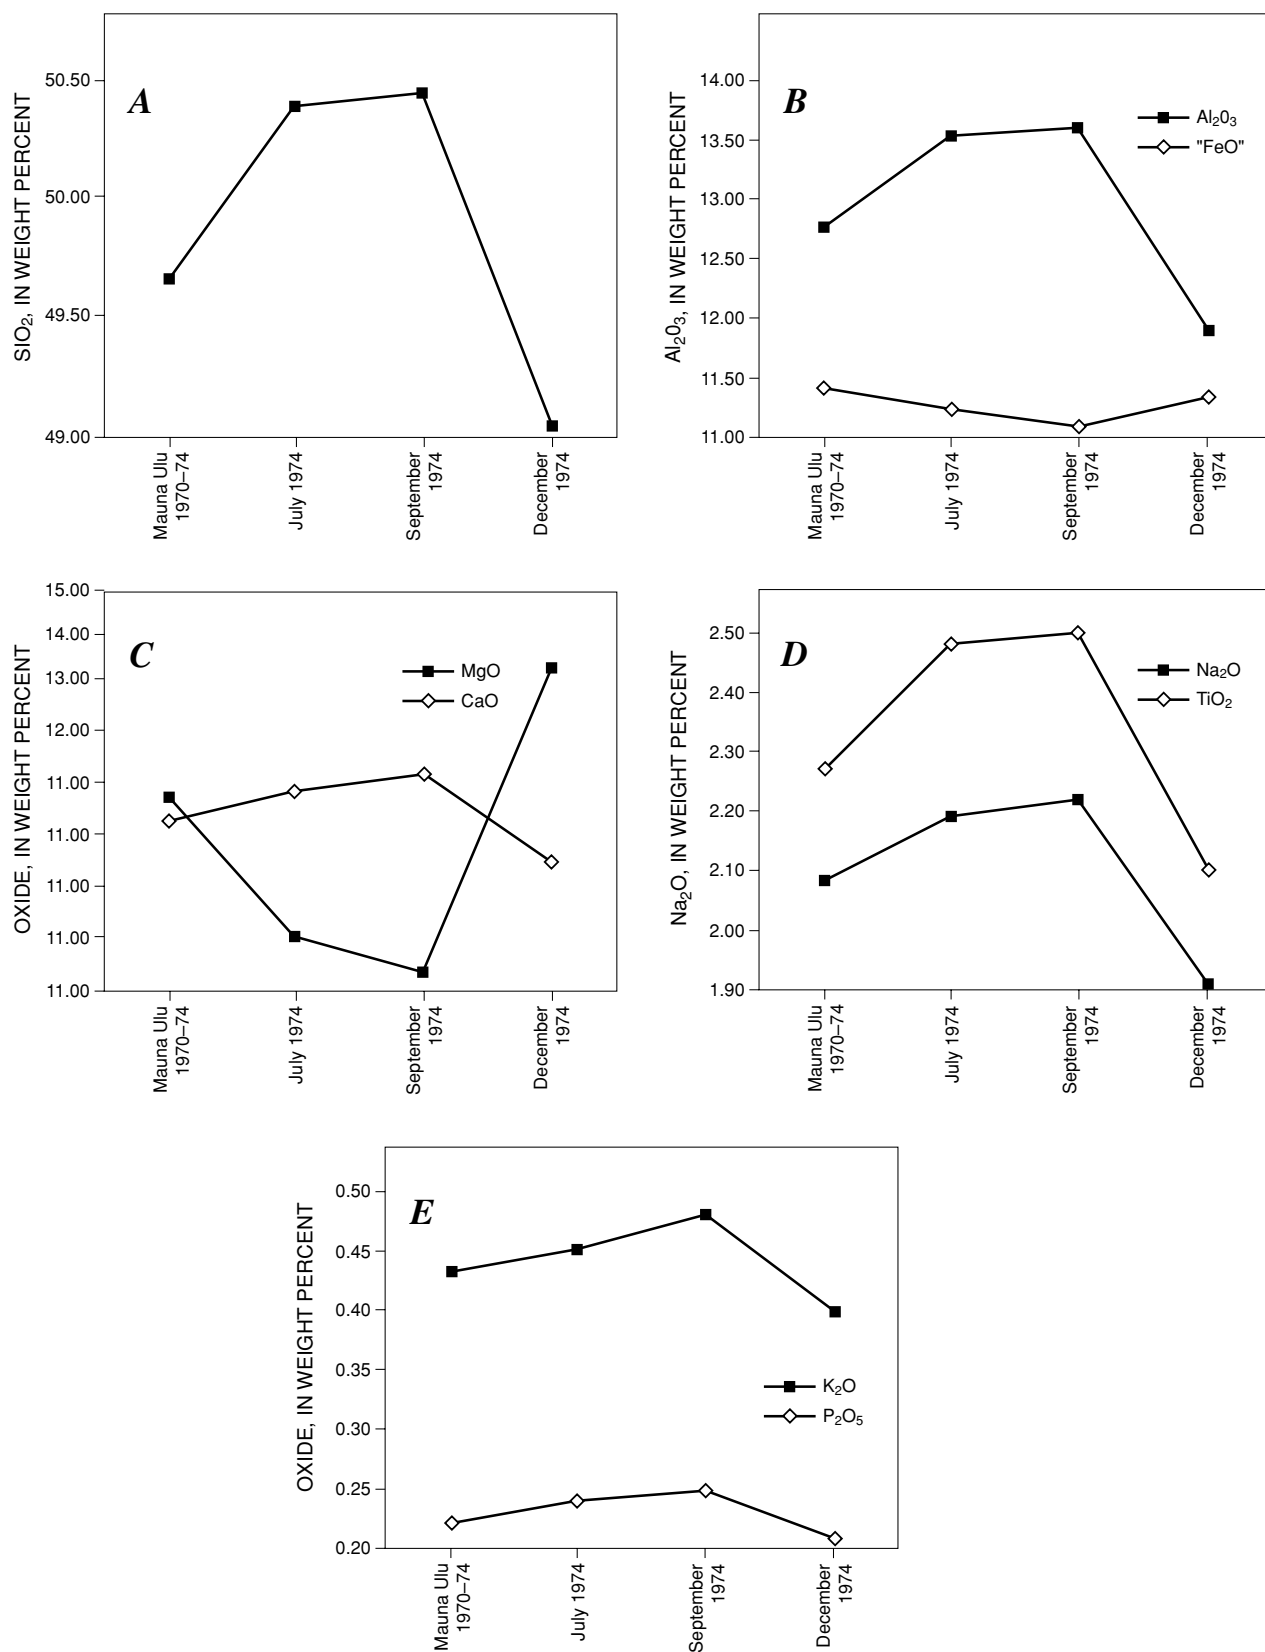 A
SIO₂, IN WEIGHT PERCENT
50.50
50.00
49.50
49.00
Mauna Ulu
1970–74
July 1974
September
1974
December
1974
B
Al₂0₃, IN WEIGHT PERCENT
14.00
13.50
13.00
12.50
12.00
11.50
11.00
Al₂0₃
"FeO"
Mauna Ulu
1970–74
July 1974
September
1974
December
1974
C
OXIDE, IN WEIGHT PERCENT
15.00
14.00
13.00
12.00
11.00
11.00
11.00
11.00
11.00
MgO
CaO
Mauna Ulu
1970–74
July 1974
September
1974
December
1974
D
Na₂O, IN WEIGHT PERCENT
2.50
2.40
2.30
2.20
2.10
2.00
1.90
Na₂O
TiO₂
Mauna Ulu
1970–74
July 1974
September
1974
December
1974
E
OXIDE, IN WEIGHT PERCENT
0.50
0.45
0.40
0.35
0.30
0.25
0.20
K₂O
P₂O₅
Mauna Ulu
1970–74
July 1974
September
1974
December
1974